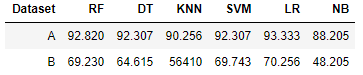 Dataset RF DT KNN SVM LR NB
A 92.820 92.307 90.256 92.307 93.333 88.205
B 69.230 64.615 56410 69.743 70.256 48.205